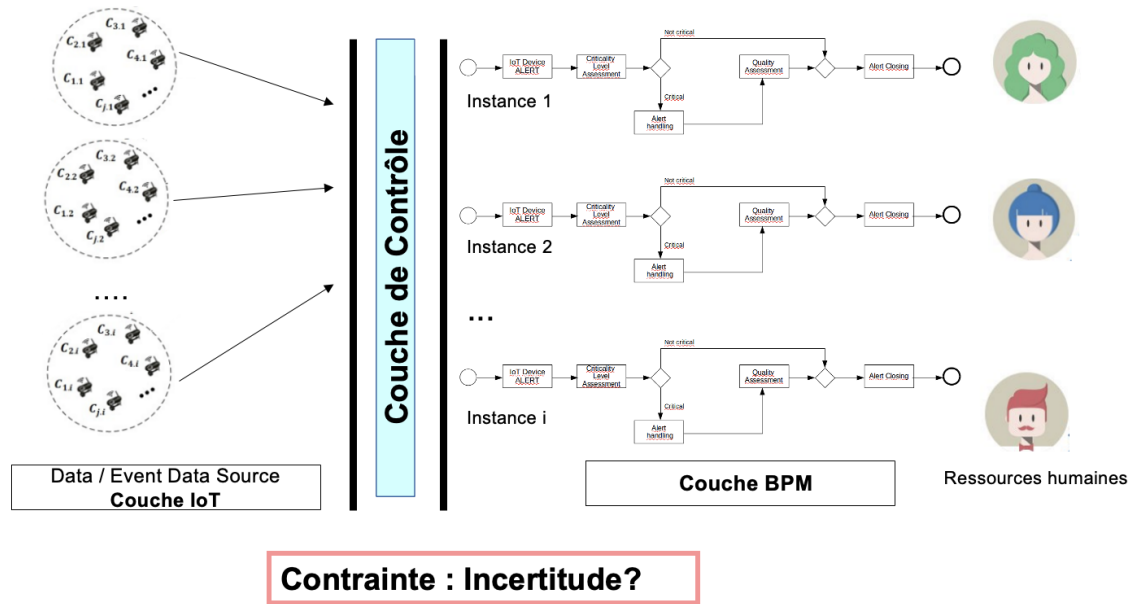 C3.1
C2.1
C4.1
C1.1
Cj.1
...
C3.2
C2.2
C4.2
C1.2
Cj.2
...
....
C3.i
C2.i
C4.i
C1.i
Cj.i
...
Data / Event Data Source
Couche IoT
Couche de Contrôle
Not critical
IoT Device
ALERT
Criticality
Level
Assessment
Quality
Assessment
Alert Closing
Instance 1
Critical
Alert
handling
Not critical
IoT Device
ALERT
Criticality
Level
Assessment
Quality
Assessment
Alert Closing
Instance 2
Critical
Alert
handling
...
Not critical
IoT Device
ALERT
Criticality
Level
Assessment
Quality
Assessment
Alert Closing
Instance i
Critical
Alert
handling
Couche BPM
Ressources humaines
Contrainte : Incertitude?